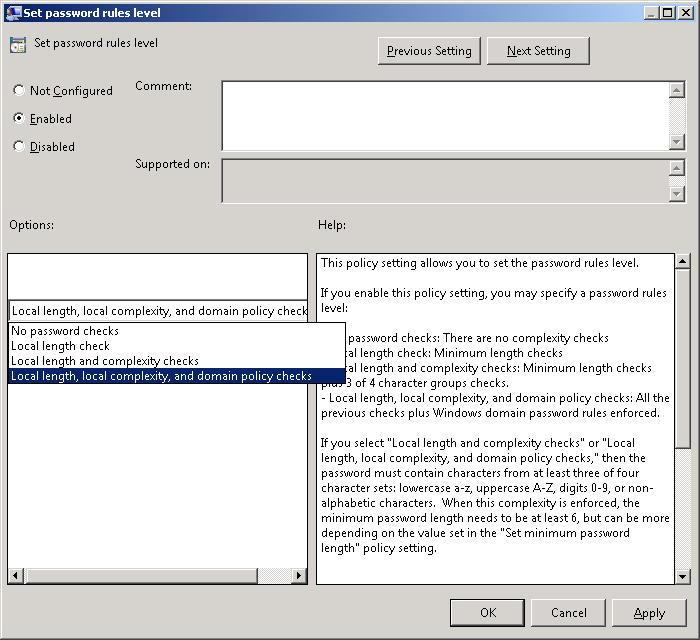 Set password rules level
Set password rules level
Previous Setting
Next Setting
Not Configured
Comment:
Enabled
Disabled
Supported on:
Options:
Help:
Local length, local complexity, and domain policy check
No password checks
Local length check
Local length and complexity checks
Local length, local complexity, and domain policy checks
This policy setting allows you to set the password rules level.
If you enable this policy setting, you may specify a password rules
level:
password checks: There are no complexity checks
cal length check: Minimum length checks
cal length and complexity checks: Minimum length checks
plus 3 of 4 character groups checks.
- Local length, local complexity, and domain policy checks: All the
previous checks plus Windows domain password rules enforced.
If you select "Local length and complexity checks" or "Local
length, local complexity, and domain policy checks," then the
password must contain characters from at least three of four
character sets: lowercase a-z, uppercase A-Z, digits 0-9, or non-
alphabetic characters. When this complexity is enforced, the
minimum password length needs to be at least 6, but can be more
depending on the value set in the "Set minimum password
length" policy setting.
OK
Cancel
Apply